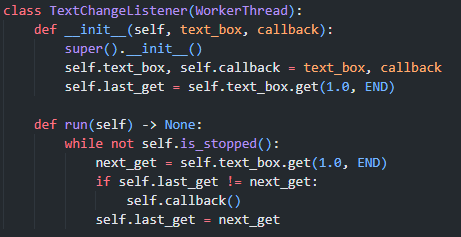 class TextChangeListener(WorkerThread):
    def __init__(self, text_box, callback):
        super().__init__()
        self.text_box, self.callback = text_box, callback
        self.last_get = self.text_box.get(1.0, END)

    def run(self) -> None:
        while not self.is_stopped():
            next_get = self.text_box.get(1.0, END)
            if self.last_get != next_get:
                self.callback()
            self.last_get = next_get